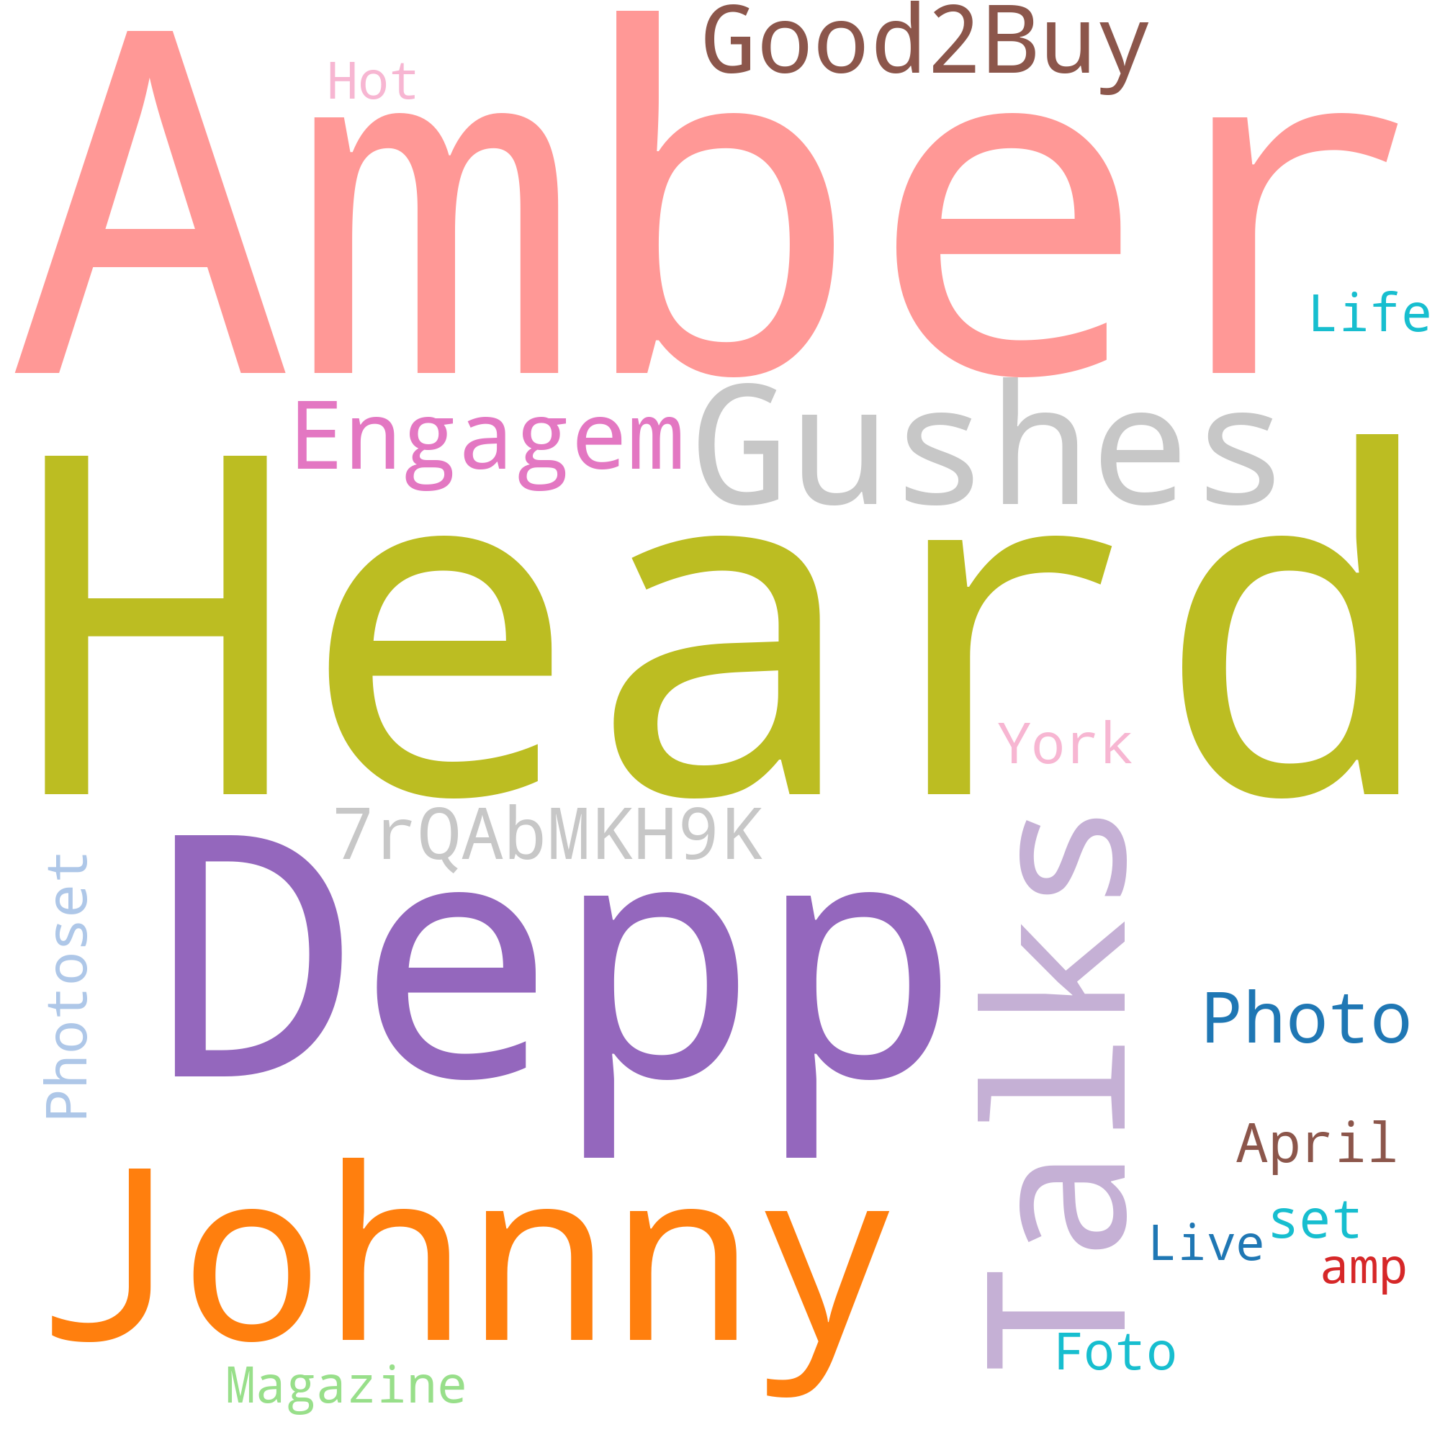 Good2Buy
Hot
Amber
Life
Engagem
Gushes
Heard
York
7rQAbMKH9K
Depp
Talks
Photoset
Photo
April
Johnny
set
Live
amp
Foto
Magazine